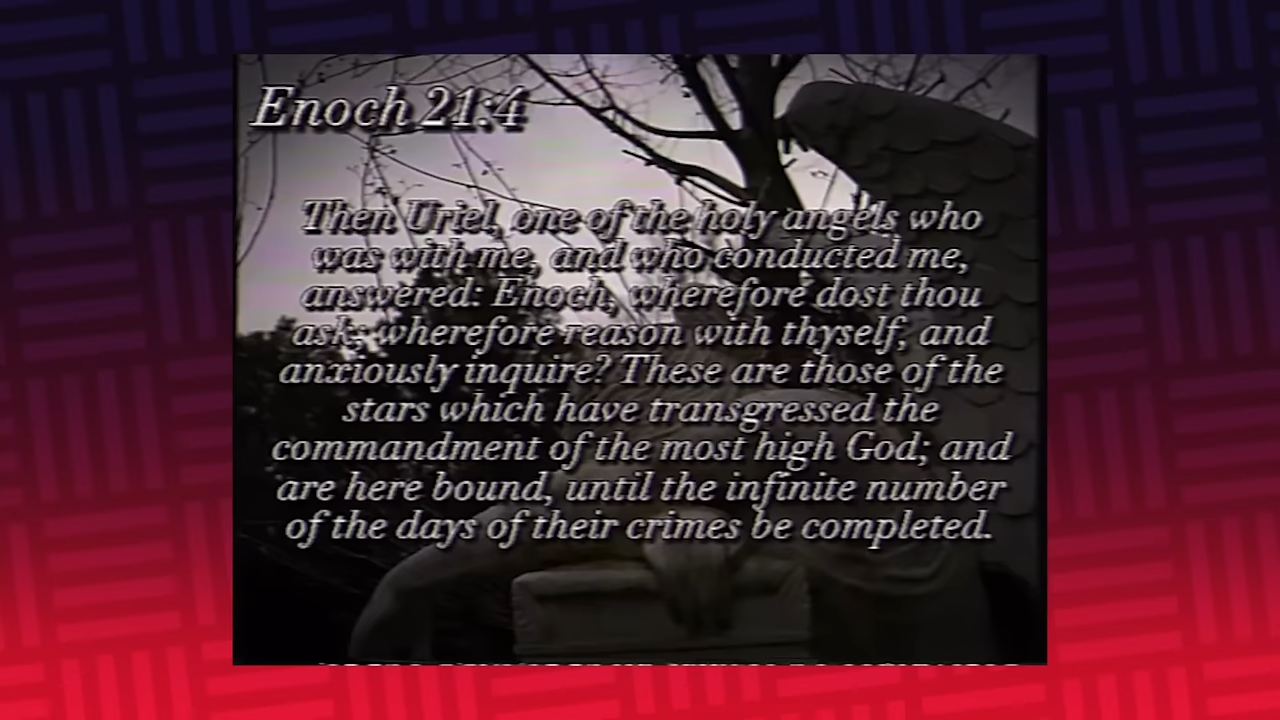 Enoch 21:4
Then Uriel, one of the holy angels who
was with me, and who conducted me,
answered: Enoch, wherefore dost thou
ask; wherefore reason with thyself, and
anxiously inquire? These are those of the
stars which have transgressed the
commandment of the most high God; and
are here bound, until the infinite number
of the days of their crimes be completed.